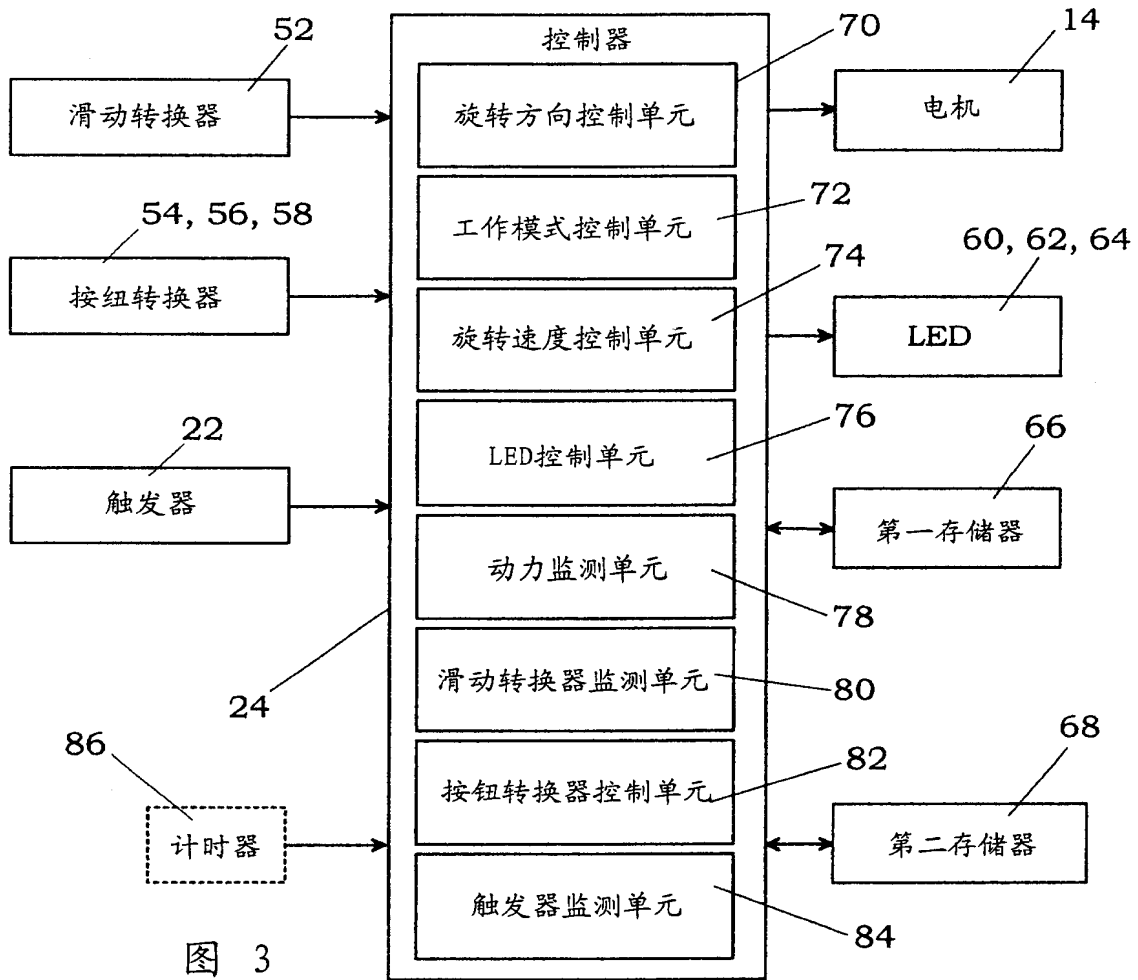 52
滑动转换器
54, 56, 58
按纽转换器
22
触发器
24
86
计时器
控制器
70
旋转方向控制单元
72
工作模式控制单元
74
旋转速度控制单元
76
LED控制单元
78
动力监测单元
80
滑动转换器监测单元
82
按钮转换器控制单元
84
触发器监测单元
14
电机
60, 62, 64
LED
66
第一存储器
68
第二存储器
图 3